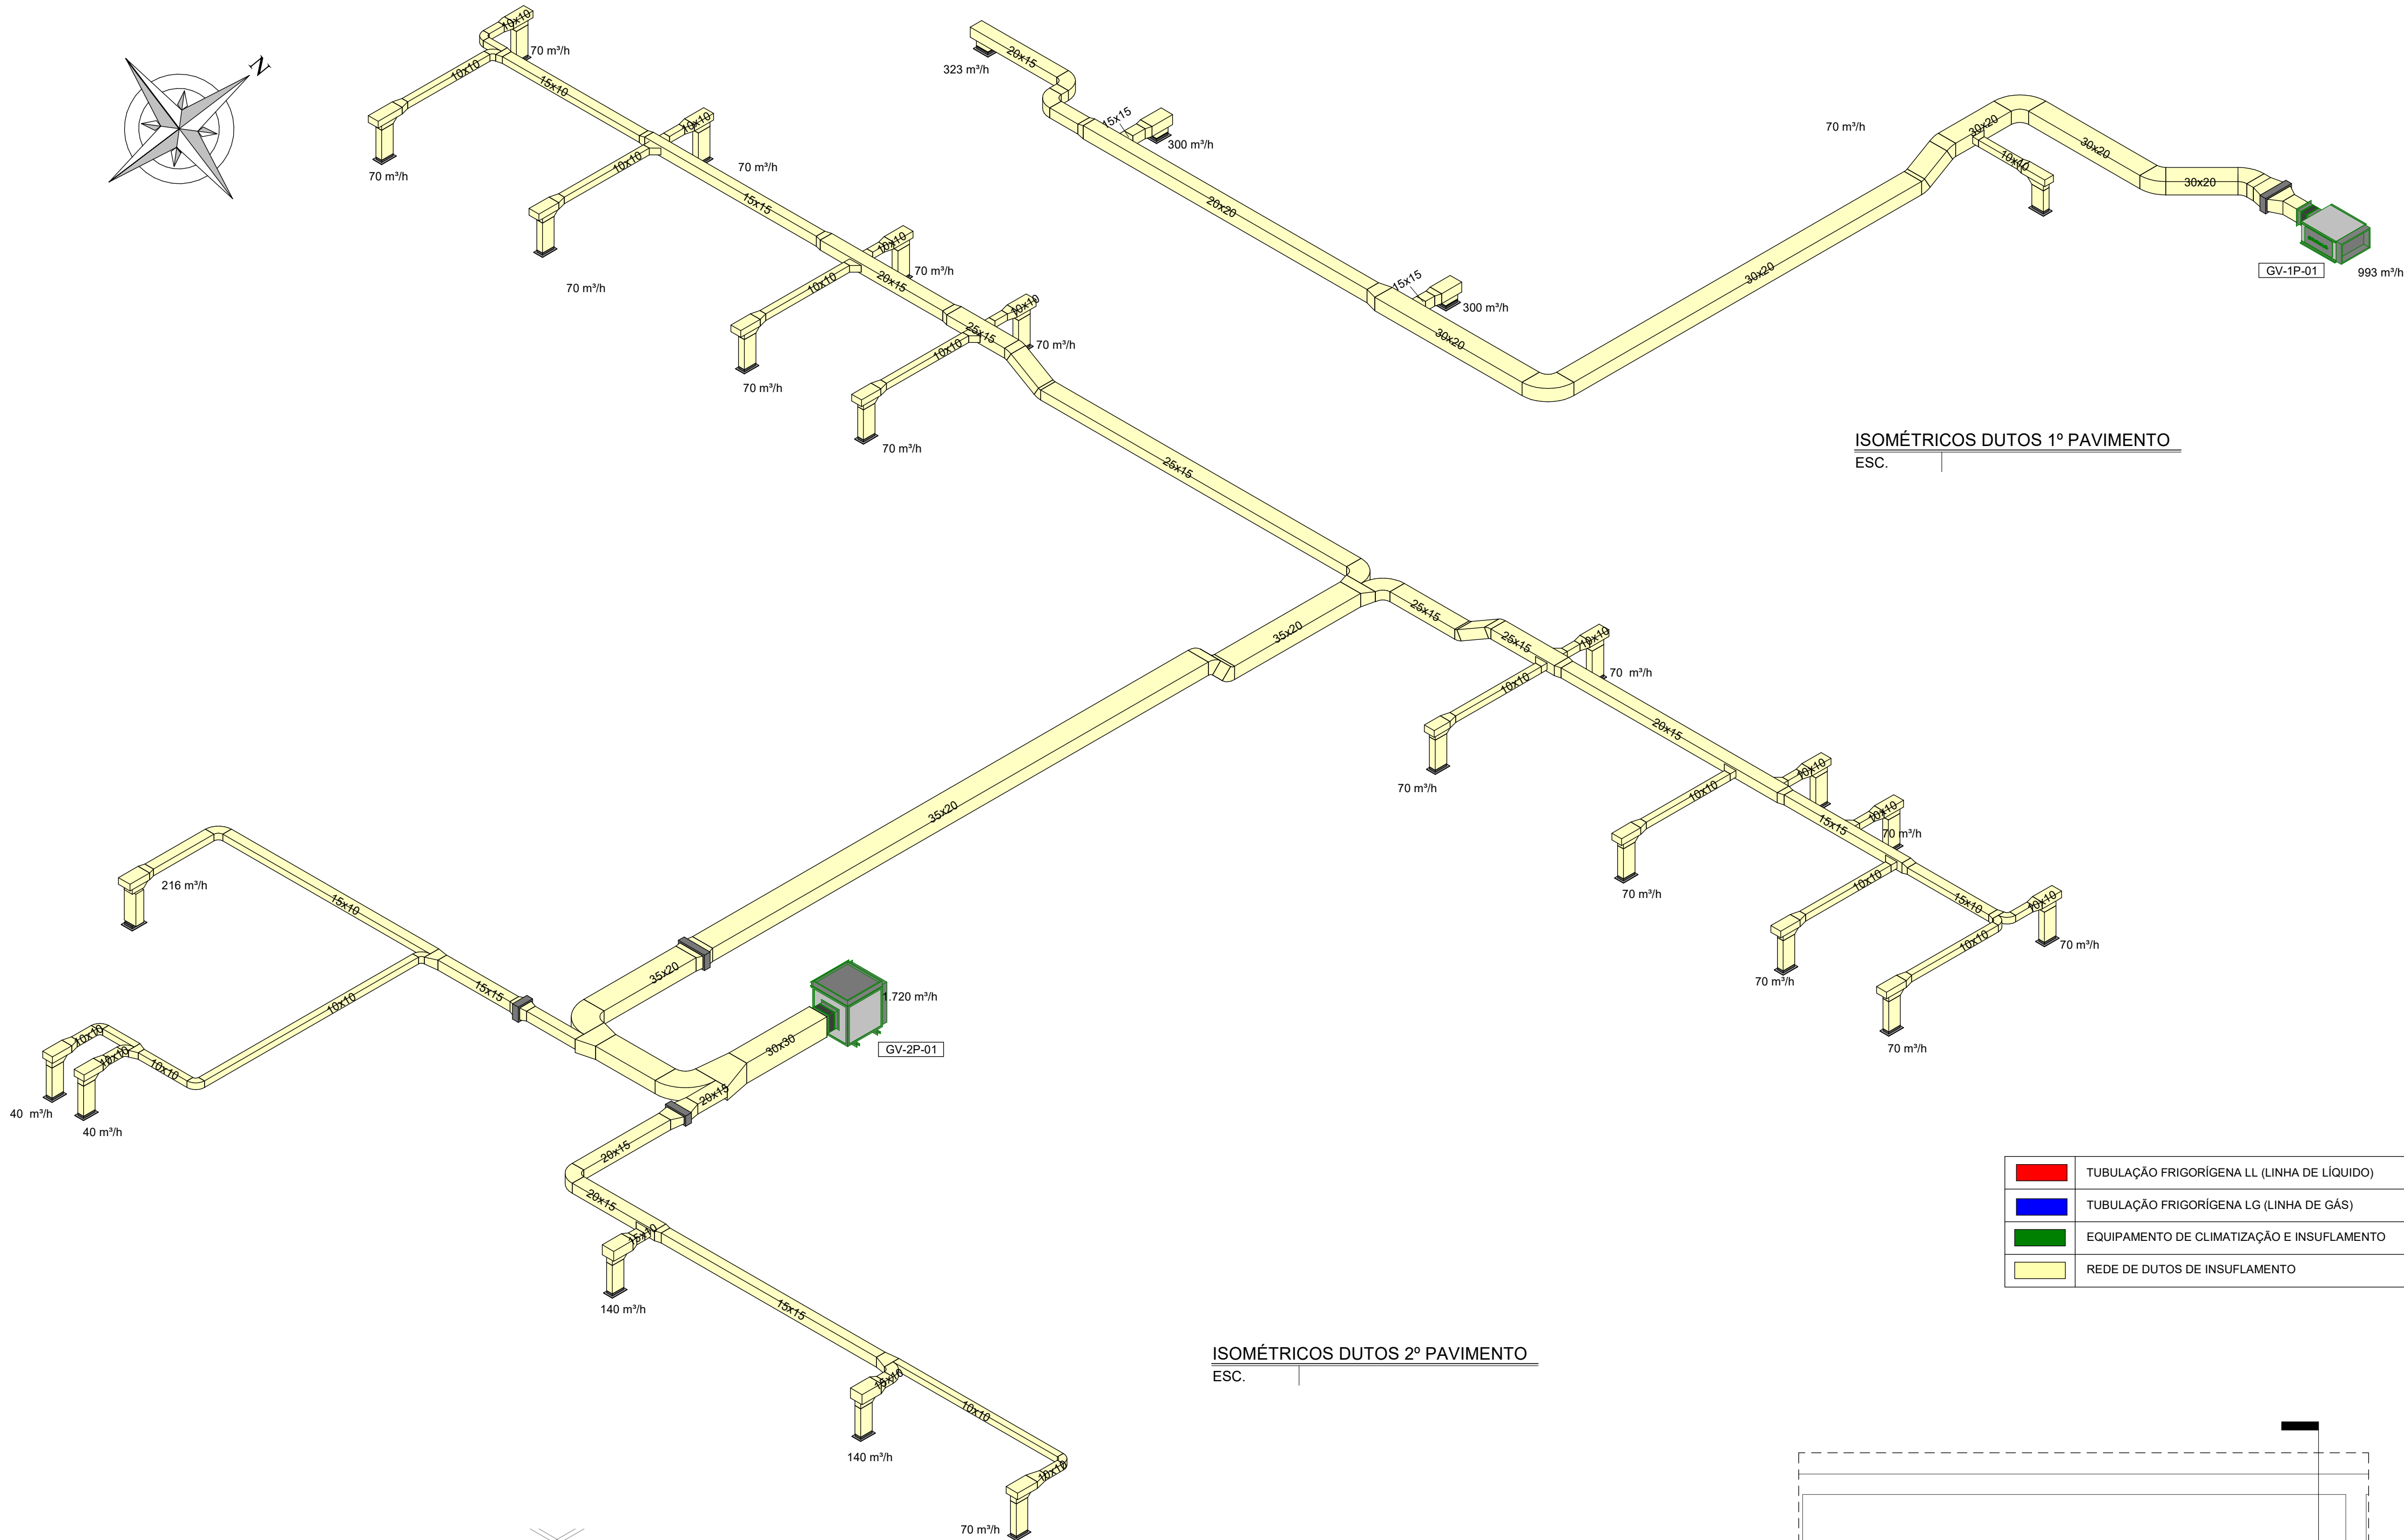 N
10x10
70 m³/h
10x10
15x10
70 m³/h
10x10
70 m³/h
10x10
15x15
70 m³/h
10x10
70 m³/h
10x10
20x15
70 m³/h
10x10
70 m³/h
25x15
10x10
70 m³/h
25x15
323 m³/h
20x15
15x15
300 m³/h
20x20
15x15
300 m³/h
30x20
30x20
70 m³/h
30x20
10x10
30x20
30x20
GV-1P-01
993 m³/h
ISOMÉTRICOS DUTOS 1º PAVIMENTO
ESC.
35x20
25x15
25x15
10x10
70 m³/h
10x10
70 m³/h
20x15
10x10
10x10
70 m³/h
15x15
10x10
70 m³/h
10x10
70 m³/h
15x10
10x10
70 m³/h
10x10
70 m³/h
35x20
35x20
216 m³/h
15x10
15x15
10x10
10x10
10x10
10x10
40 m³/h
40 m³/h
30x30
1.720 m³/h
GV-2P-01
20x15
20x15
20x15
15x10
140 m³/h
15x15
15x10
140 m³/h
10x10
10x10
70 m³/h
ISOMÉTRICOS DUTOS 2º PAVIMENTO
ESC.
TUBULAÇÃO FRIGORÍGENA LL (LINHA DE LÍQUIDO)
TUBULAÇÃO FRIGORÍGENA LG (LINHA DE GÁS)
EQUIPAMENTO DE CLIMATIZAÇÃO E INSUFLAMENTO
REDE DE DUTOS DE INSUFLAMENTO